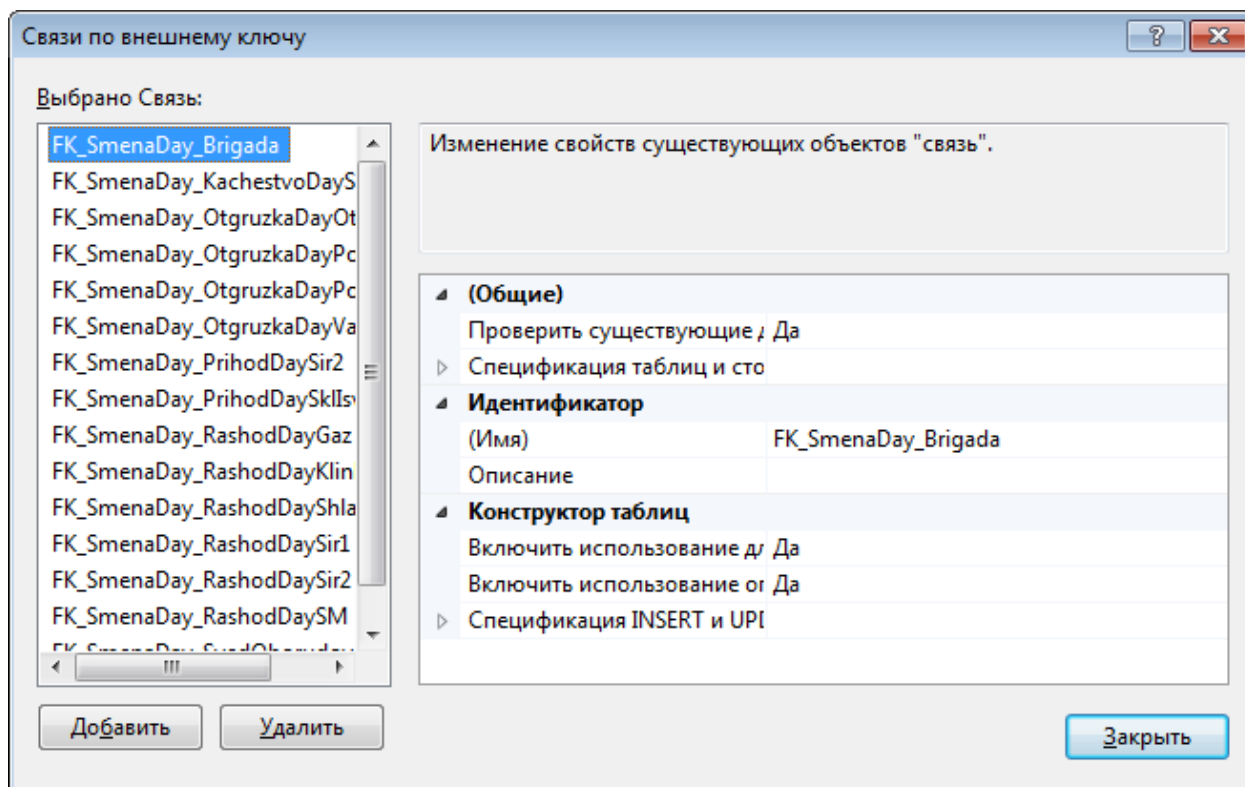 Связи по внешнему ключу
Выбрано Связь:
FK_SmenaDay_Brigada
FK_SmenaDay_KachestvoDayS
FK_SmenaDay_OtgruzkaDayOt
FK_SmenaDay_OtgruzkaDayPc
FK_SmenaDay_OtgruzkaDayPc
FK_SmenaDay_OtgruzkaDayVa
FK_SmenaDay_PrihodDaySir2
FK_SmenaDay_PrihodDaySklIsv
FK_SmenaDay_RashodDayGaz
FK_SmenaDay_RashodDayKlin
FK_SmenaDay_RashodDayShla
FK_SmenaDay_RashodDaySir1
FK_SmenaDay_RashodDaySir2
FK_SmenaDay_RashodDaySM
Добавить Удалить
Изменение свойств существующих объектов "связь".
(Общие)
Проверить существующие д Да
Спецификация таблиц и сто
Идентификатор
(Имя) FK_SmenaDay_Brigada
Описание
Конструктор таблиц
Включить использование дл Да
Включить использование ог Да
Спецификация INSERT и UPD
Закрыть